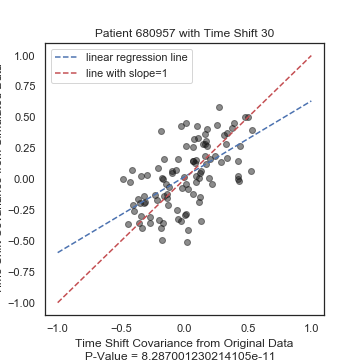 Patient 680957 with Time Shift 30
linear regression line
line with slope=1
1.00
0.75
0.50
0.25
0.00
−0.25
−0.50
−0.75
−1.00
−1.0
−0.5
0.0
0.5
1.0
Time Shift Covariance from Original Data
P-Value = 8.287001230214105e-11